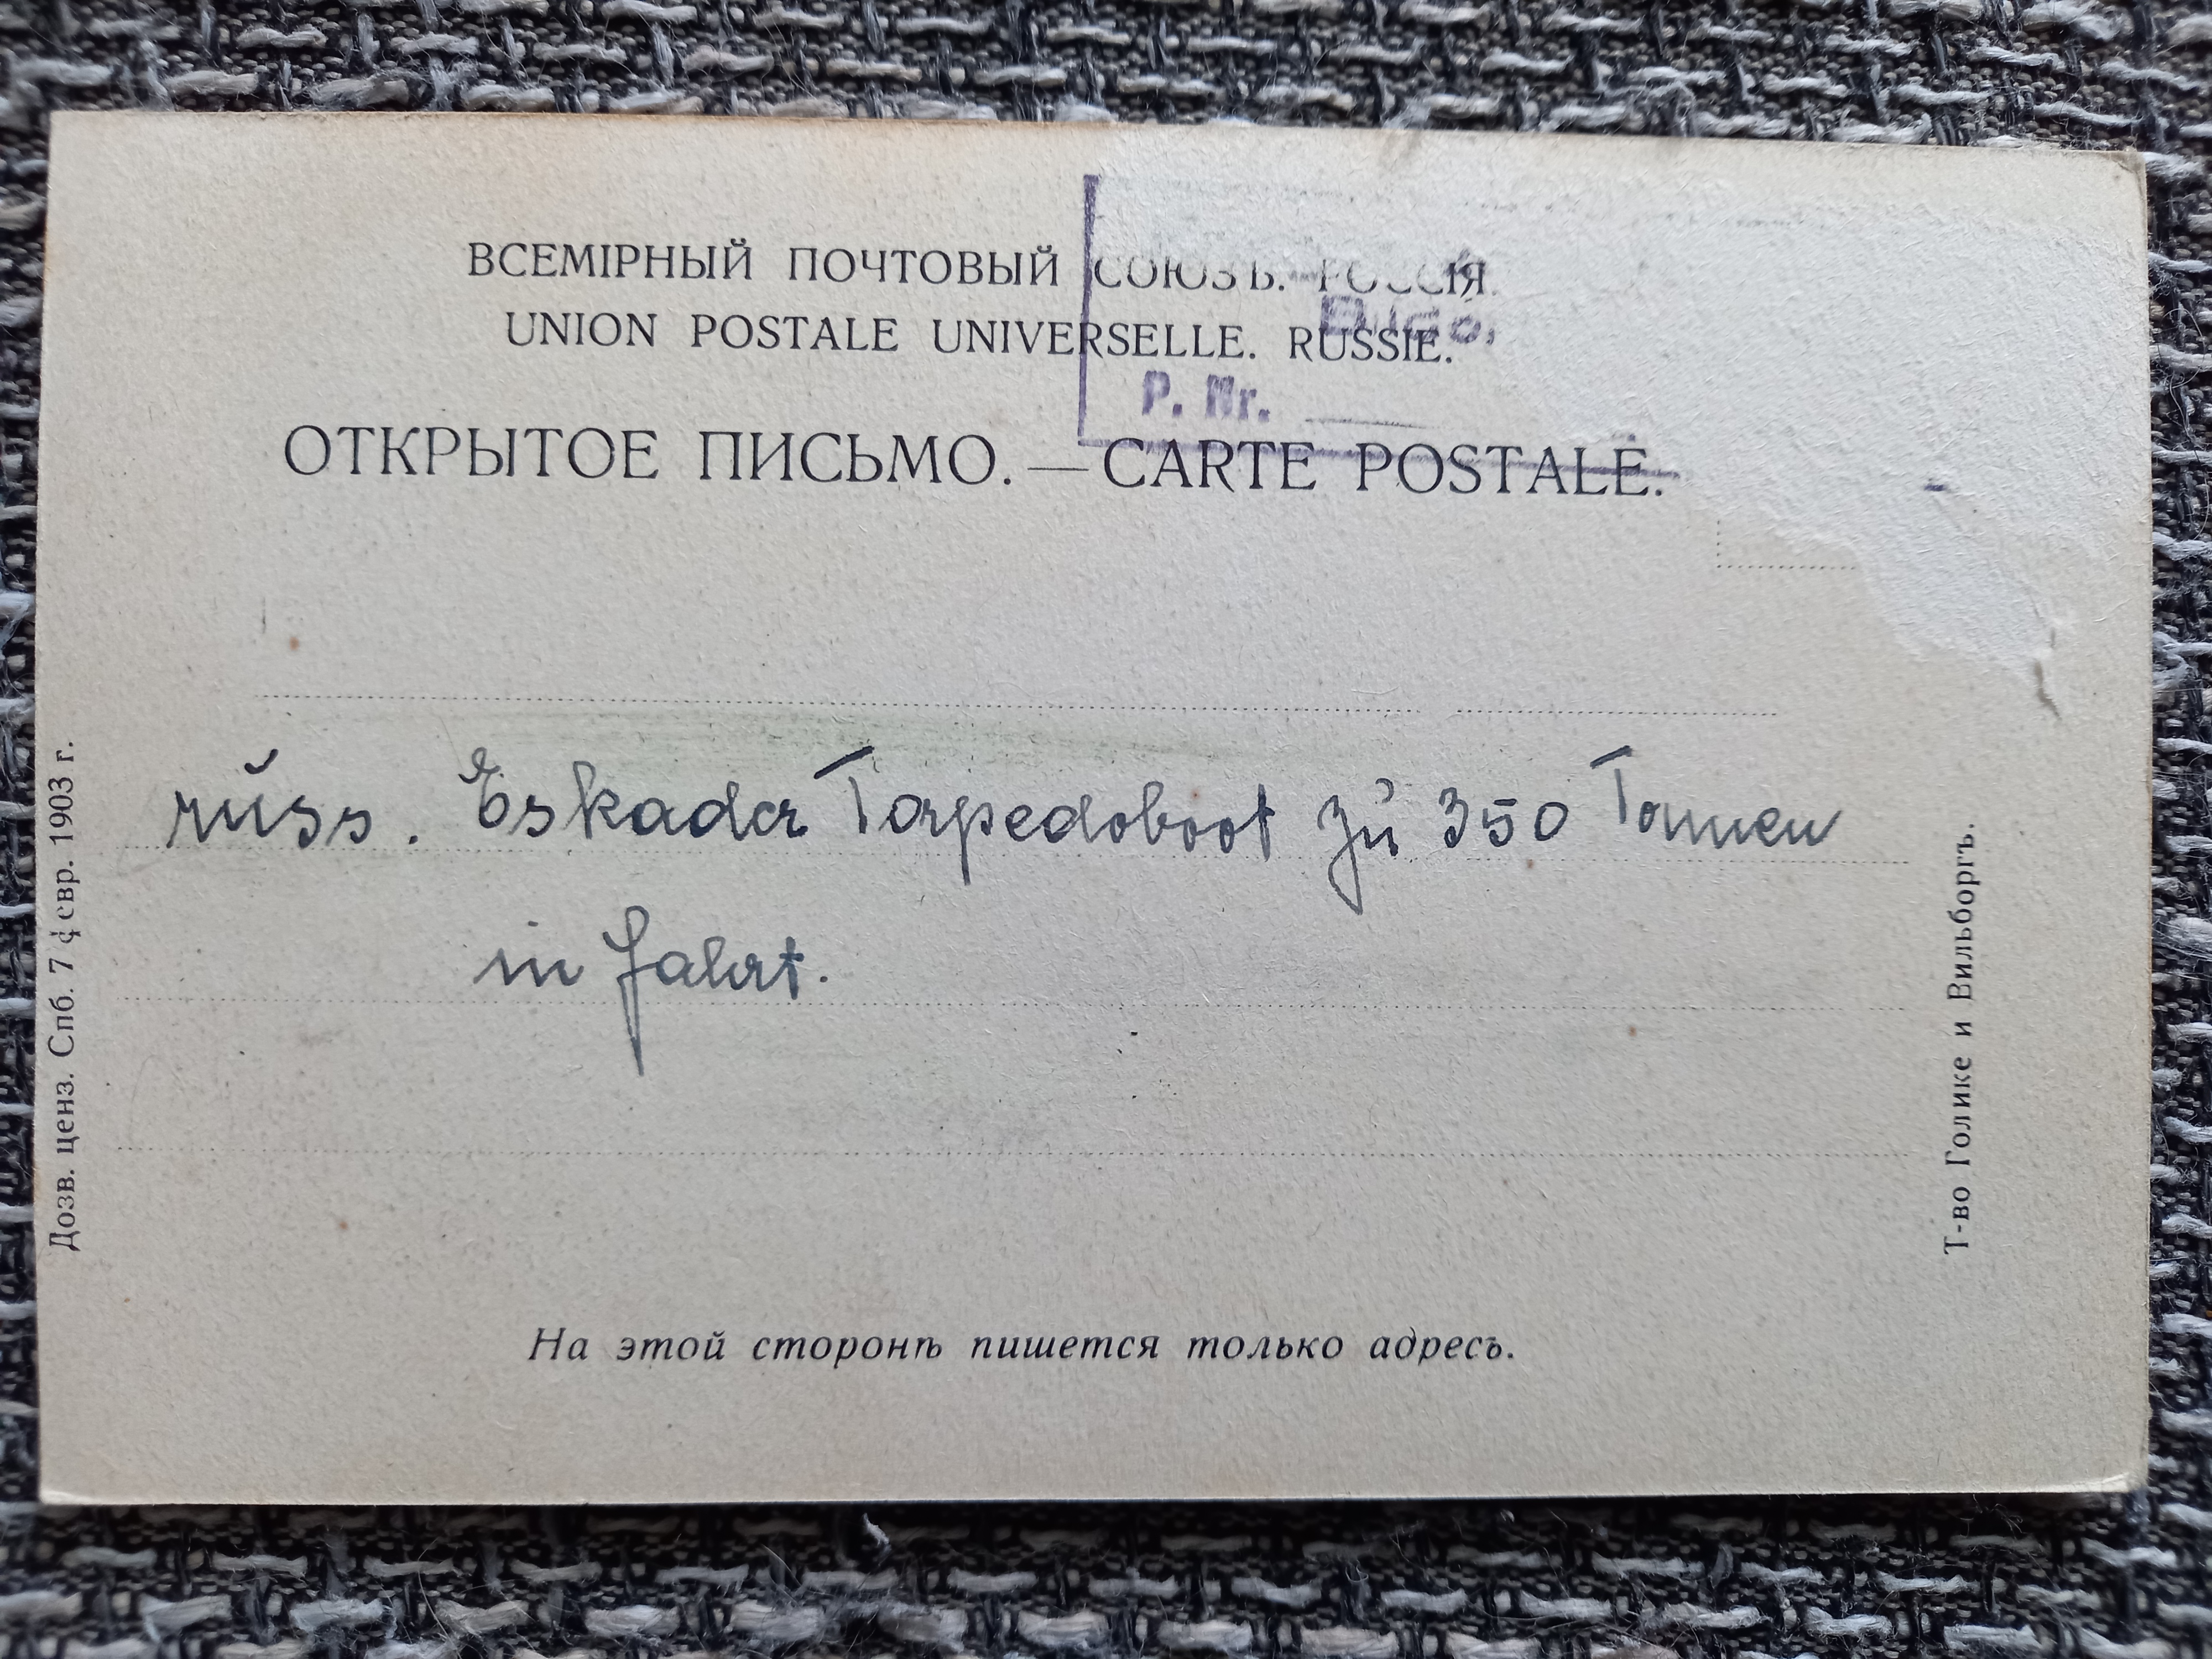 ВСЕМІРНЫЙ ПОЧТОВЫЙ СОЮЗЪ. РОССІЯ.
UNION POSTALE UNIVERSELLE. RUSSIE.
P. Nr.
ОТКРЫТОЕ ПИСЬМО. — CARTE POSTALE.
russ. Eskader Torpedoboot zu 350 Tonnen
in Fahrt.
Дозв. ценз. Спб. 7 февр. 1903 г.
Т-во Голике и Вильборгъ.
На этой сторонѣ пишется только адресъ.